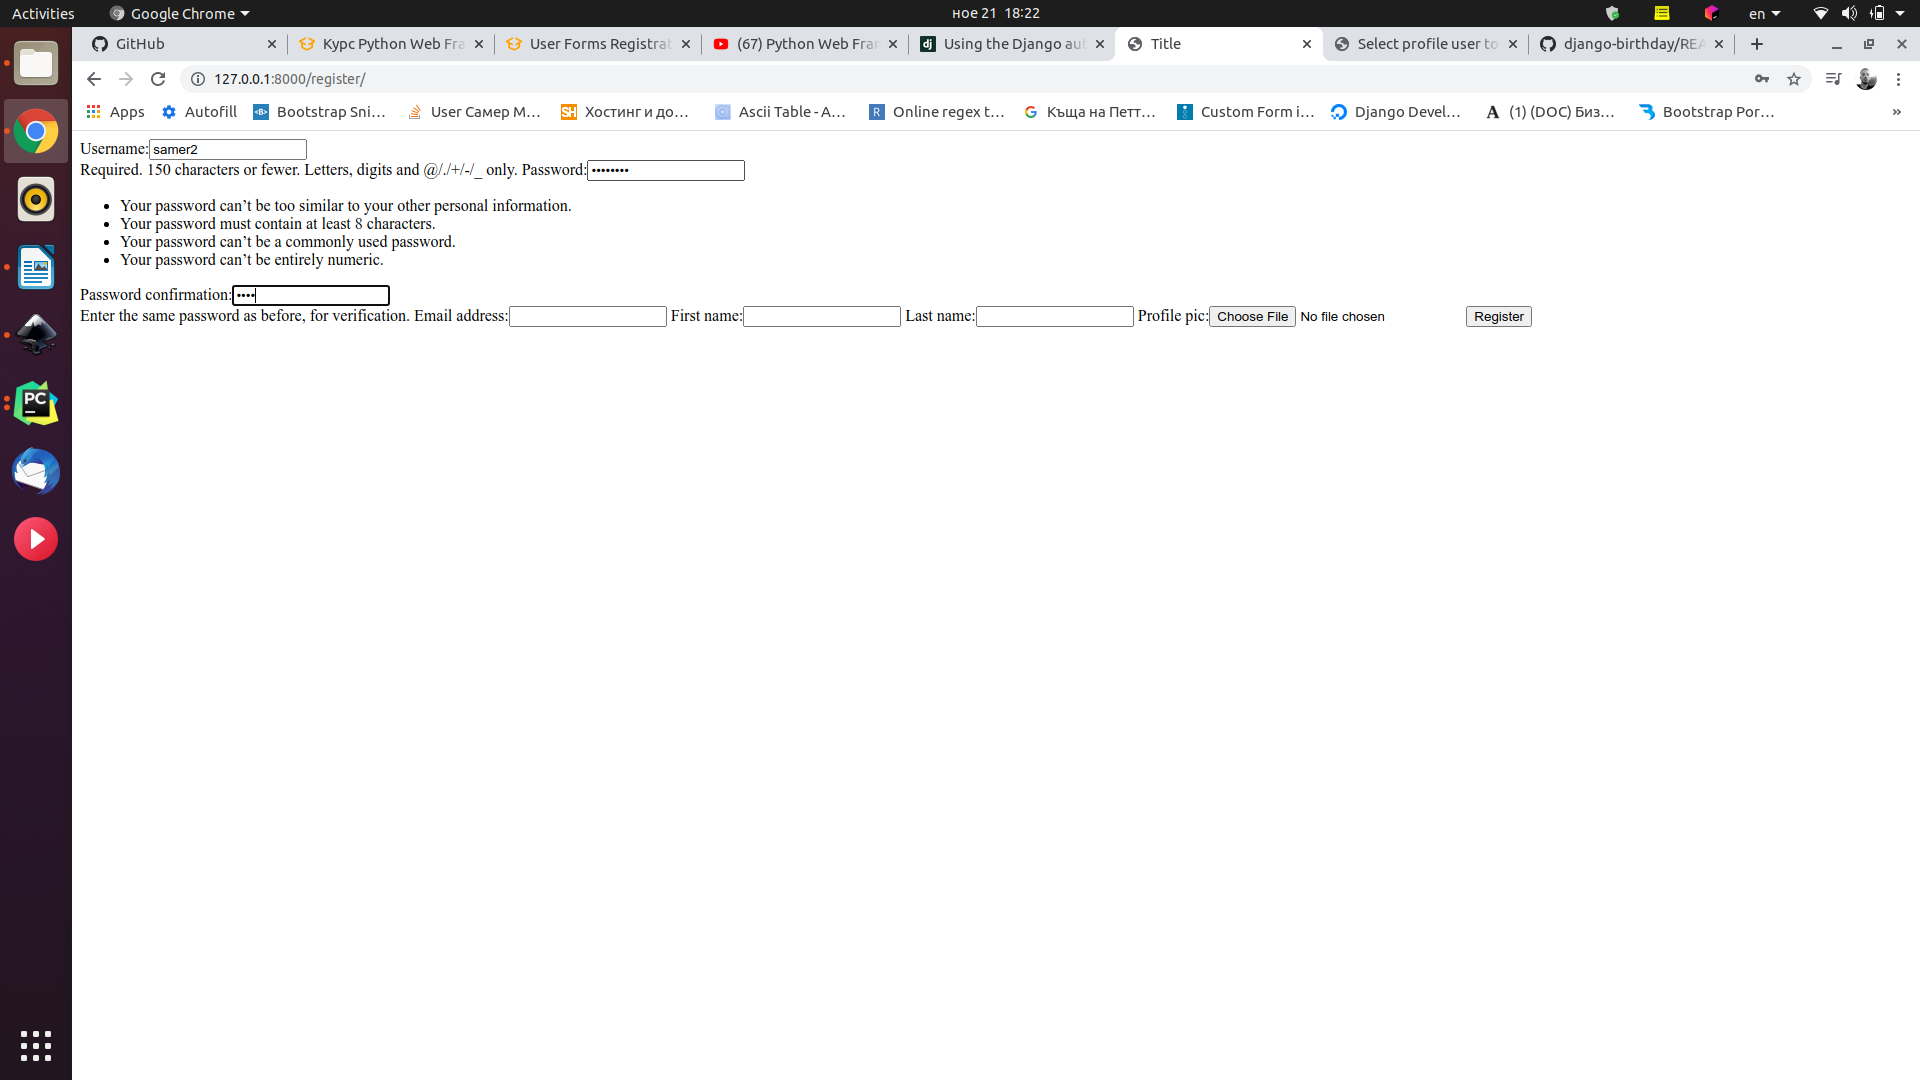 Activities Google Chrome ное 21 18:22 en
GitHub Курс Python Web Fra User Forms Registrat (67) Python Web Fran Using the Django aut Title Select profile user to django-birthday/REA
127.0.0.1:8000/register/
Apps Autofill Bootstrap Sni… User Самер М… Хостинг и до… Ascii Table - A… Online regex t… Къща на Петт… Custom Form i… Django Devel… (1) (DOC) Биз… Bootstrap Por… »
Username: samer2
Required. 150 characters or fewer. Letters, digits and @/./+/-/_ only. Password: ••••••••
• Your password can’t be too similar to your other personal information.
• Your password must contain at least 8 characters.
• Your password can’t be a commonly used password.
• Your password can’t be entirely numeric.
Password confirmation: ••••
Enter the same password as before, for verification. Email address: First name: Last name: Profile pic: Choose File No file chosen Register
PC